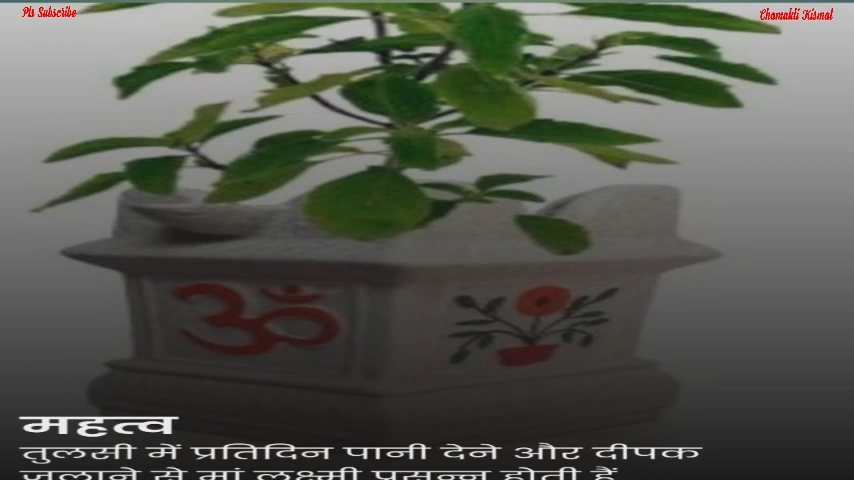 Pls Subscribe
Chamakti Kismat
ॐ
महत्व
तुलसी में प्रतिदिन पानी देने और दीपक
जलाने से मां लक्ष्मी प्रसन्न होती हैं